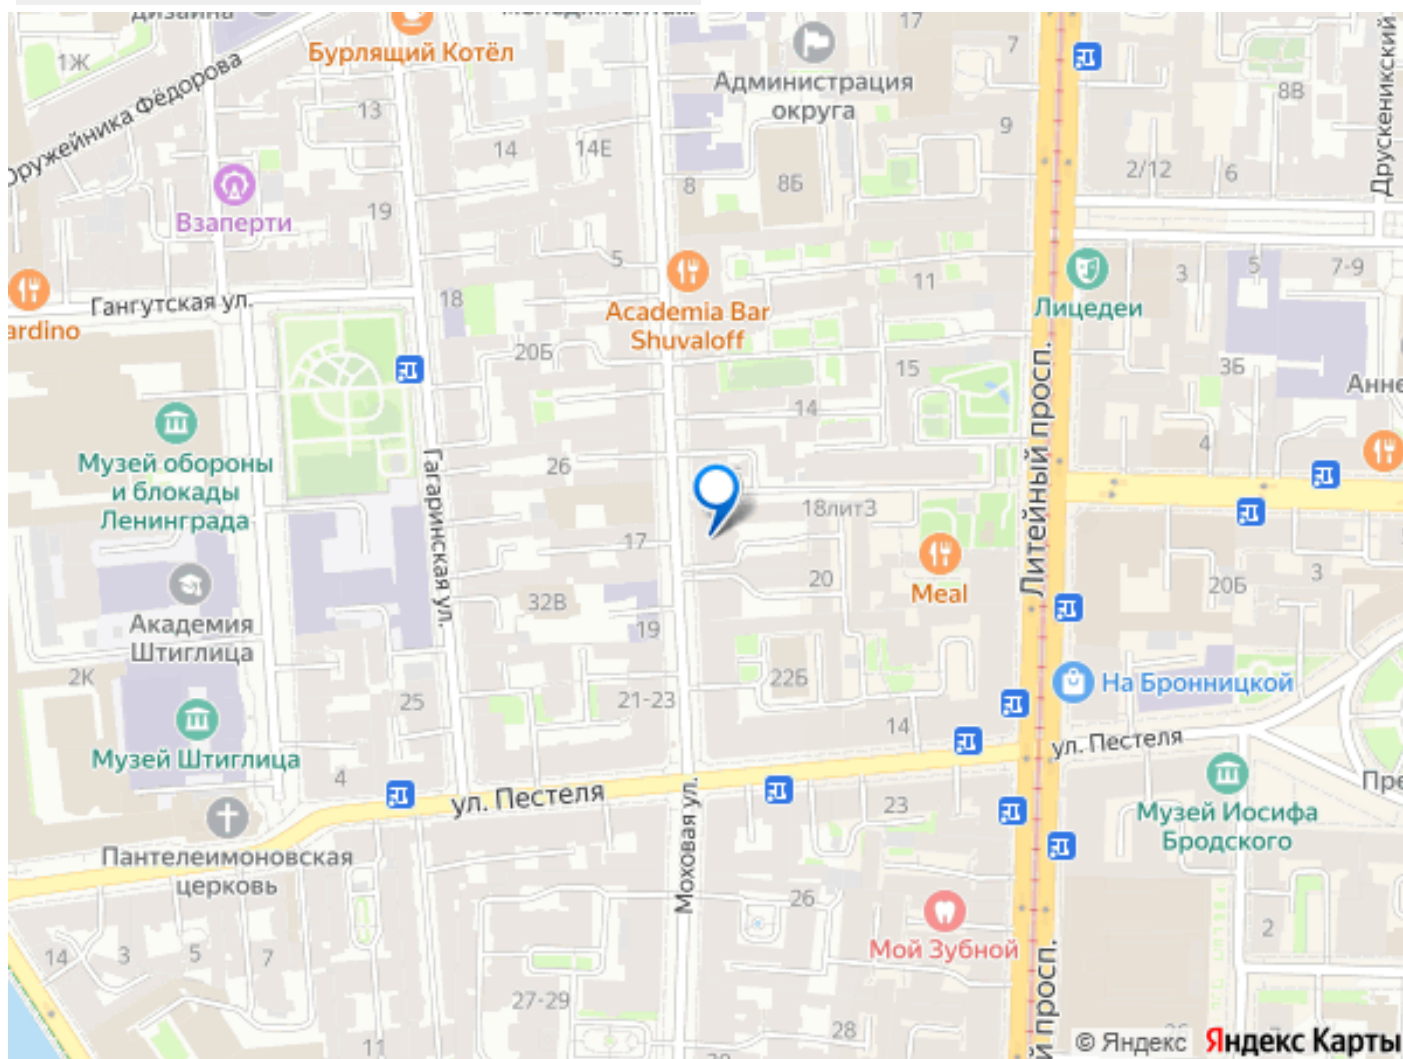 дизайна
Бурлящий Котёл
17
7
1Ж
Администрация
округа
8В
Друскеникский
Оружейника Фёдорова
13
14
14Е
9
2/12
6
8
8Б
Взаперти
19
5
11
3
5
7-9
Гангутская ул.
18
Academia Bar
Shuvaloff
Лицедеи
ardino
20Б
15
3Б
Анне
14
Литейный просп.
4
Музей обороны
и блокады
Ленинграда
26
Гагаринская ул.
18лит3
17
20
Meal
20Б
3
32В
19
Академия
Штиглица
2К
25
21-23
22Б
На Бронницкой
14
ул. Пестеля
Музей Штиглица
4
ул. Пестеля
Моховая ул.
23
Музей Иосифа
Бродского
Пре
Пантелеимоновская
церковь
26
Мой Зубной
2
14
3
5
7
27-29
28
11
й просп.
© Яндекс
Яндекс Карты